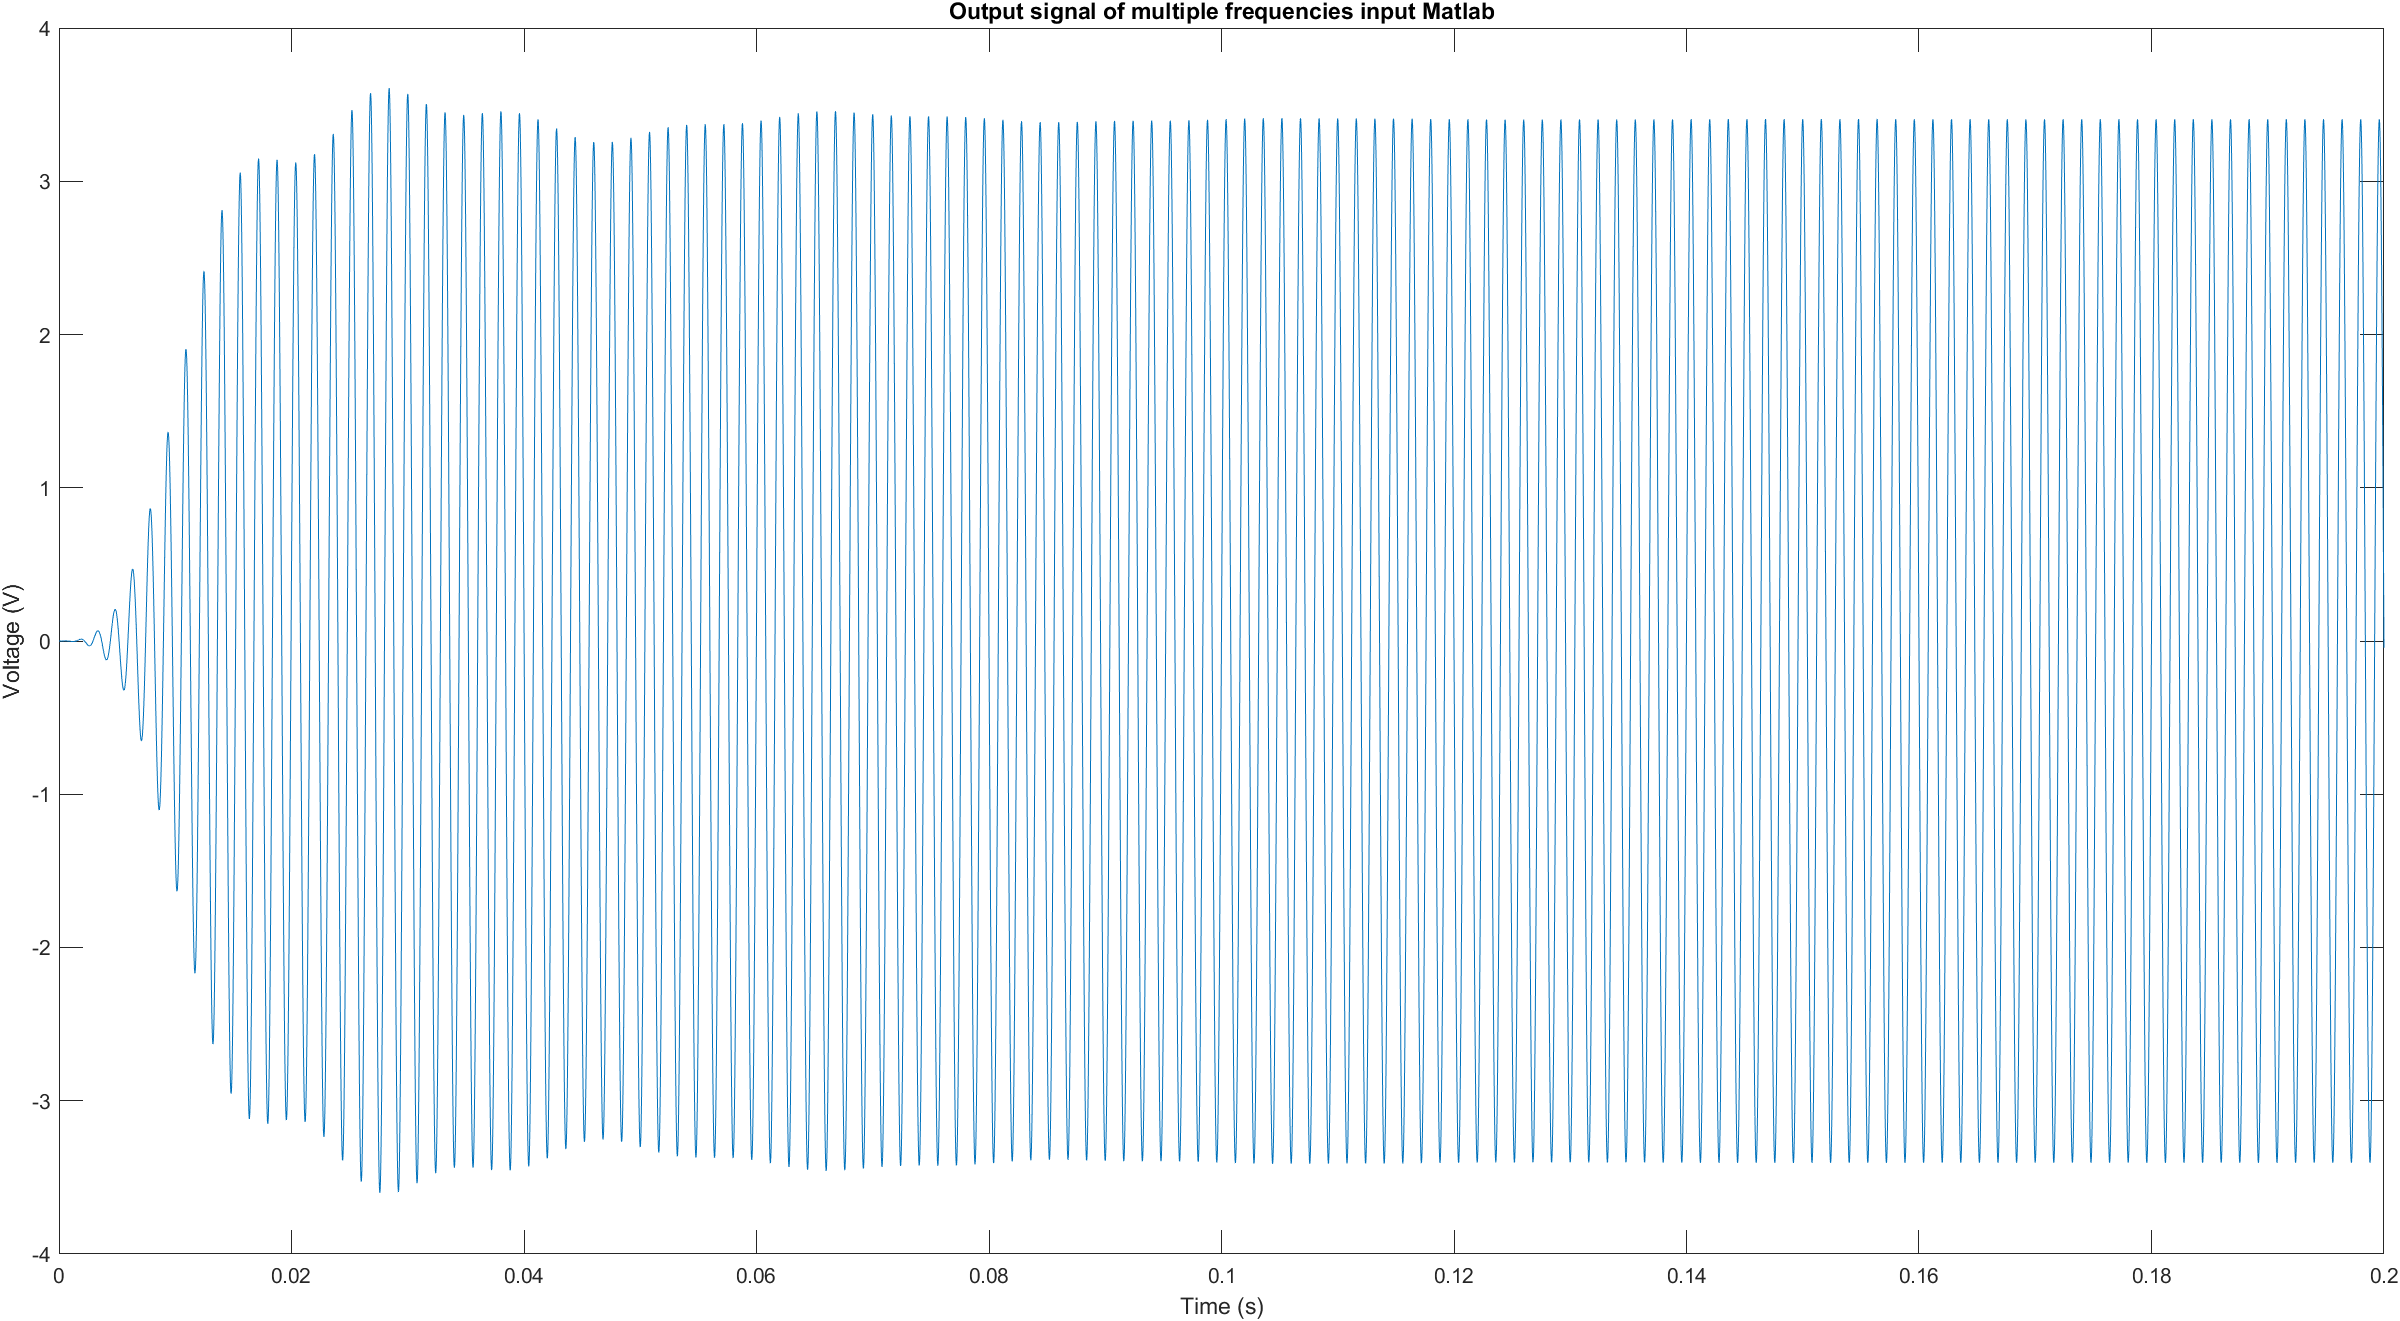 Output signal of multiple frequencies input Matlab
4
3
2
1
0
-1
-2
-3
-4
Voltage (V)
0 0.02 0.04 0.06 0.08 0.1 0.12 0.14 0.16 0.18 0.2
Time (s)